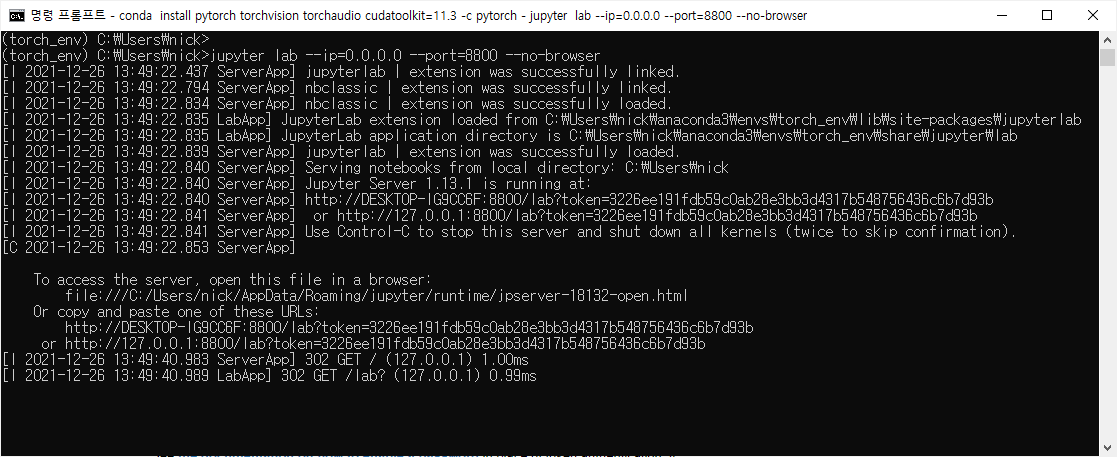 명령 프롬프트 - conda  install pytorch torchvision torchaudio cudatoolkit=11.3 -c pytorch - jupyter  lab --ip=0.0.0.0 --port=8800 --no-browser
(torch_env) C:₩Users₩nick>
(torch_env) C:₩Users₩nick>jupyter lab --ip=0.0.0.0 --port=8800 --no-browser
[I 2021-12-26 13:49:22.437 ServerApp] jupyterlab | extension was successfully linked.
[I 2021-12-26 13:49:22.794 ServerApp] nbclassic | extension was successfully linked.
[I 2021-12-26 13:49:22.834 ServerApp] nbclassic | extension was successfully loaded.
[I 2021-12-26 13:49:22.835 LabApp] JupyterLab extension loaded from C:₩Users₩nick₩anaconda3₩envs₩torch_env₩lib₩site-packages₩jupyterlab
[I 2021-12-26 13:49:22.835 LabApp] JupyterLab application directory is C:₩Users₩nick₩anaconda3₩envs₩torch_env₩share₩jupyter₩lab
[I 2021-12-26 13:49:22.839 ServerApp] jupyterlab | extension was successfully loaded.
[I 2021-12-26 13:49:22.840 ServerApp] Serving notebooks from local directory: C:₩Users₩nick
[I 2021-12-26 13:49:22.840 ServerApp] Jupyter Server 1.13.1 is running at:
[I 2021-12-26 13:49:22.840 ServerApp] http://DESKTOP-IG9CC6F:8800/lab?token=3226ee191fdb59c0ab28e3bb3d4317b548756436c6b7d93b
[I 2021-12-26 13:49:22.841 ServerApp]  or http://127.0.0.1:8800/lab?token=3226ee191fdb59c0ab28e3bb3d4317b548756436c6b7d93b
[I 2021-12-26 13:49:22.841 ServerApp] Use Control-C to stop this server and shut down all kernels (twice to skip confirmation).
[C 2021-12-26 13:49:22.853 ServerApp]
To access the server, open this file in a browser:
file:///C:/Users/nick/AppData/Roaming/jupyter/runtime/jpserver-18132-open.html
Or copy and paste one of these URLs:
http://DESKTOP-IG9CC6F:8800/lab?token=3226ee191fdb59c0ab28e3bb3d4317b548756436c6b7d93b
or http://127.0.0.1:8800/lab?token=3226ee191fdb59c0ab28e3bb3d4317b548756436c6b7d93b
[I 2021-12-26 13:49:40.983 ServerApp] 302 GET / (127.0.0.1) 1.00ms
[I 2021-12-26 13:49:40.989 LabApp] 302 GET /lab? (127.0.0.1) 0.99ms